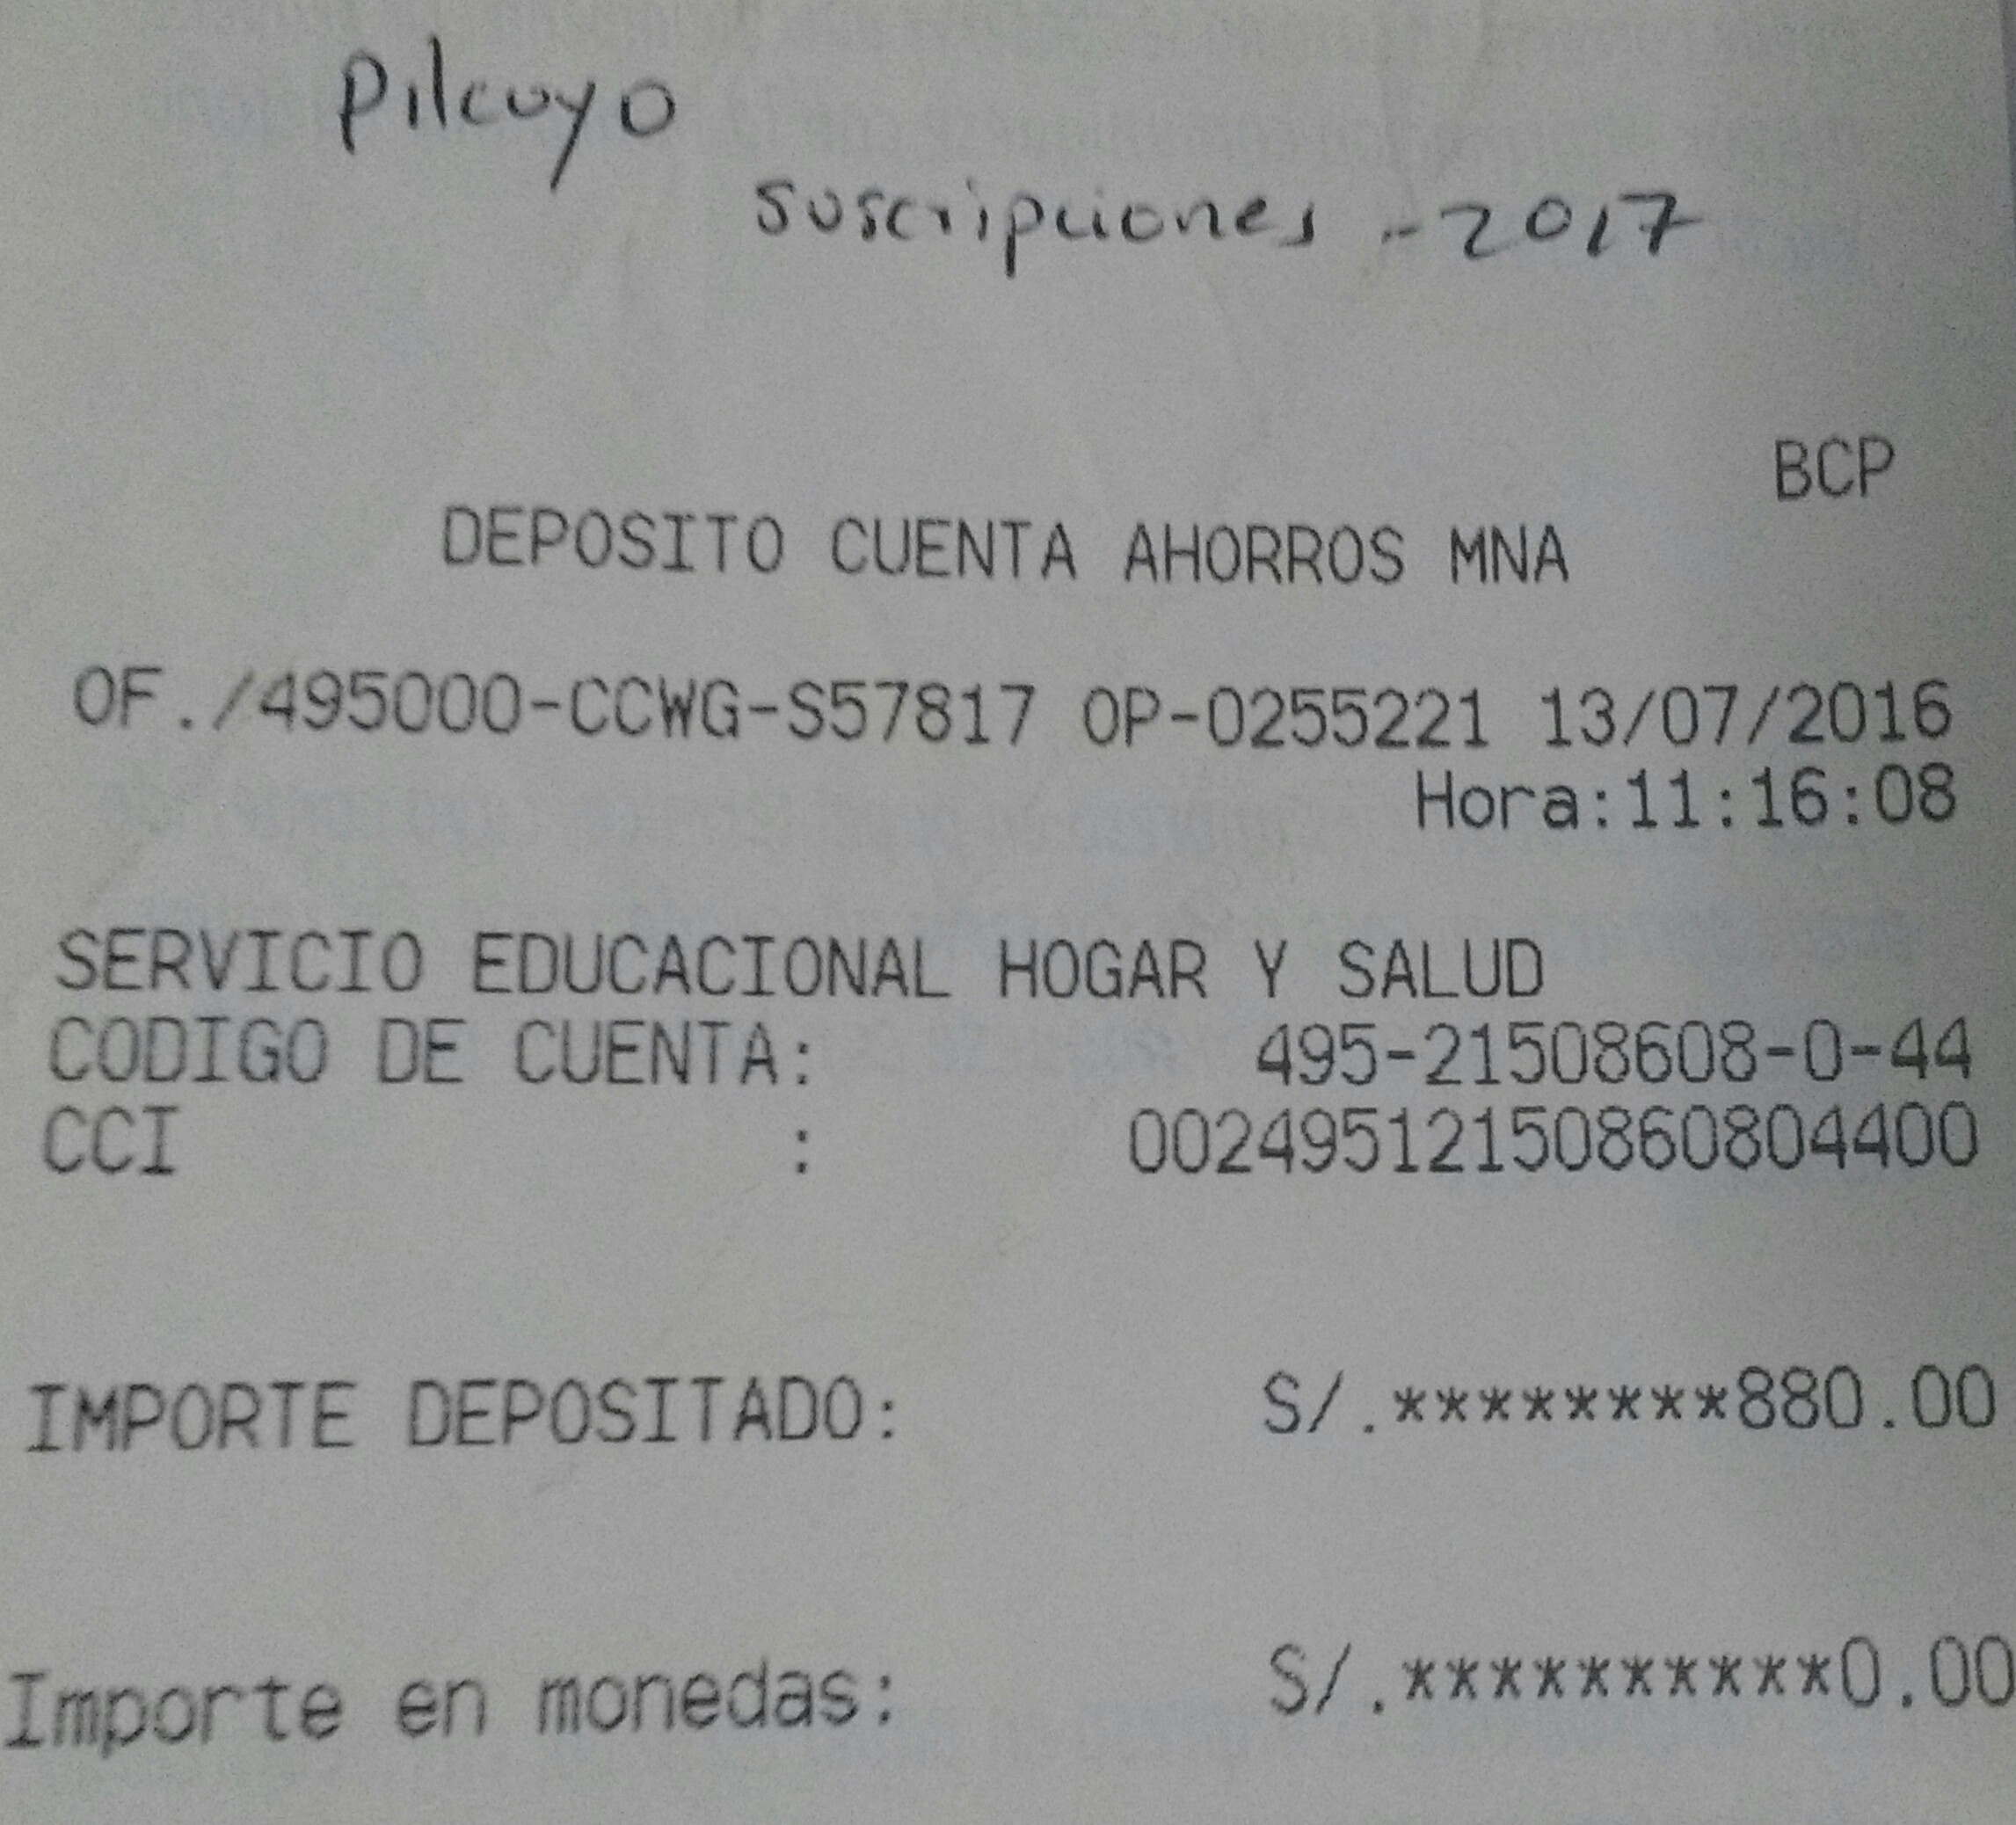 Pilcuyo
suscripciones - 2017
BCP
DEPOSITO CUENTA AHORROS MNA
OF./495000-CCWG-S57817 OP-0255221 13/07/2016
Hora:11:16:08
SERVICIO EDUCACIONAL HOGAR Y SALUD
CODIGO DE CUENTA: 495-21508608-0-44
CCI : 00249512150860804400
IMPORTE DEPOSITADO: S/.********880.00
Importe en monedas: S/.**********0.00